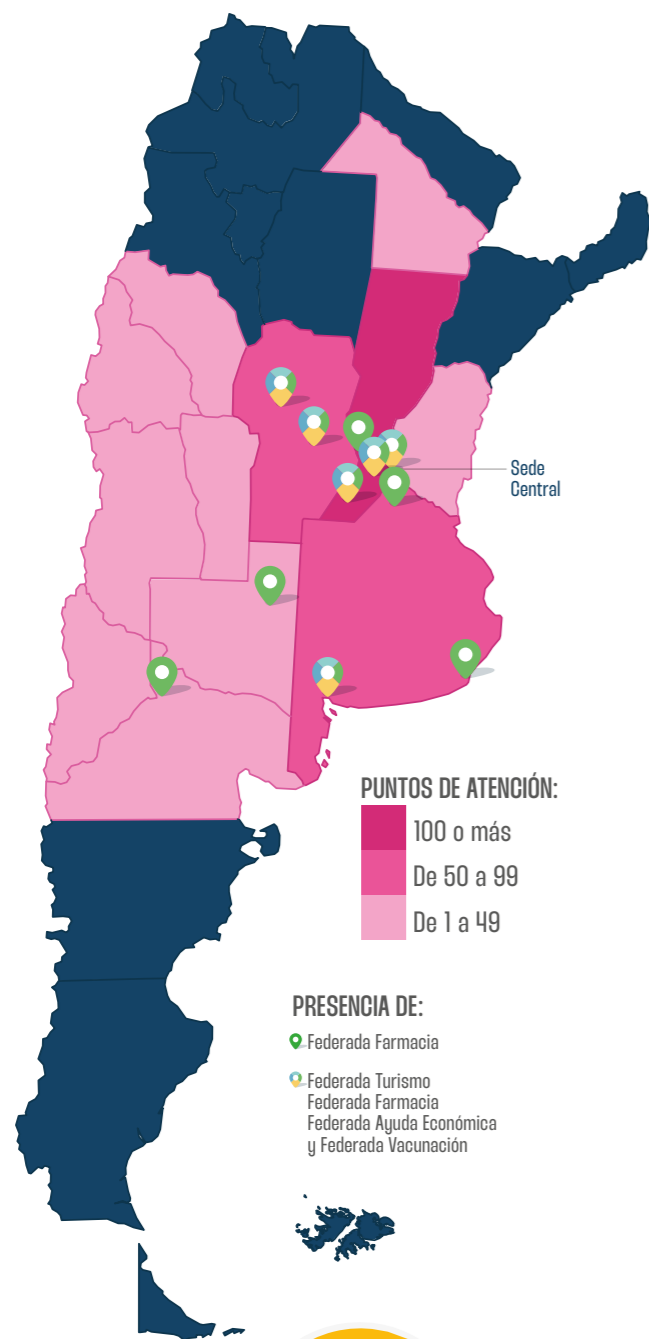 Sede
Central
PUNTOS DE ATENCIÓN:
100 o más
De 50 a 99
De 1 a 49
PRESENCIA DE:
Federada Farmacia
Federada Turismo
Federada Farmacia
Federada Ayuda Económica
y Federada Vacunación